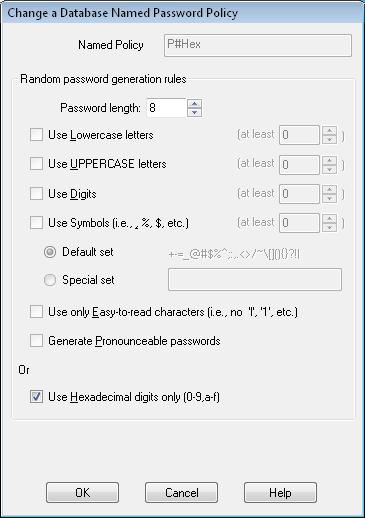 Change a Database Named Password Policy
Named Policy P#Hex
Random password generation rules
Password length: 8
Use Lowercase letters (at least 0 )
Use UPPERCASE letters (at least 0 )
Use Digits (at least 0 )
Use Symbols (i.e., ., %, $, etc.) (at least 0 )
Default set +-=_@#$%^;:,.<>/~\[](){}?!|
Special set
Use only Easy-to-read characters (i.e., no 'l', '1', etc.)
Generate Pronounceable passwords
Or
Use Hexadecimal digits only (0-9,a-f)
OK Cancel Help